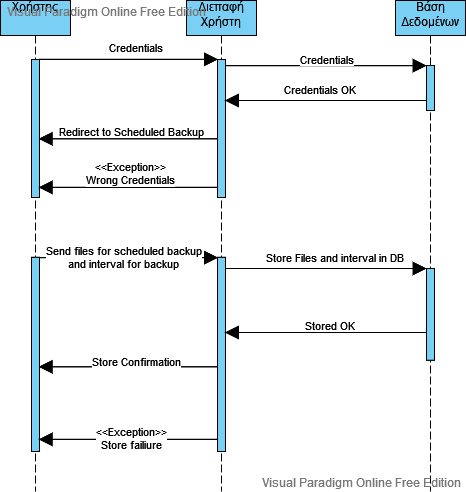 Χρήστης
Visual Paradigm Online Free Edition
Διεπαφή
Χρήστη
Βάση
Δεδομένων
Credentials
Credentials
Credentials OK
Redirect to Scheduled Backup
<<Exception>>
Wrong Credentials
Send files for scheduled backup
and interval for backup
Store Files and interval in DB
Stored OK
Store Confirmation
<<Exception>>
Store failiure
Visual Paradigm Online Free Edition